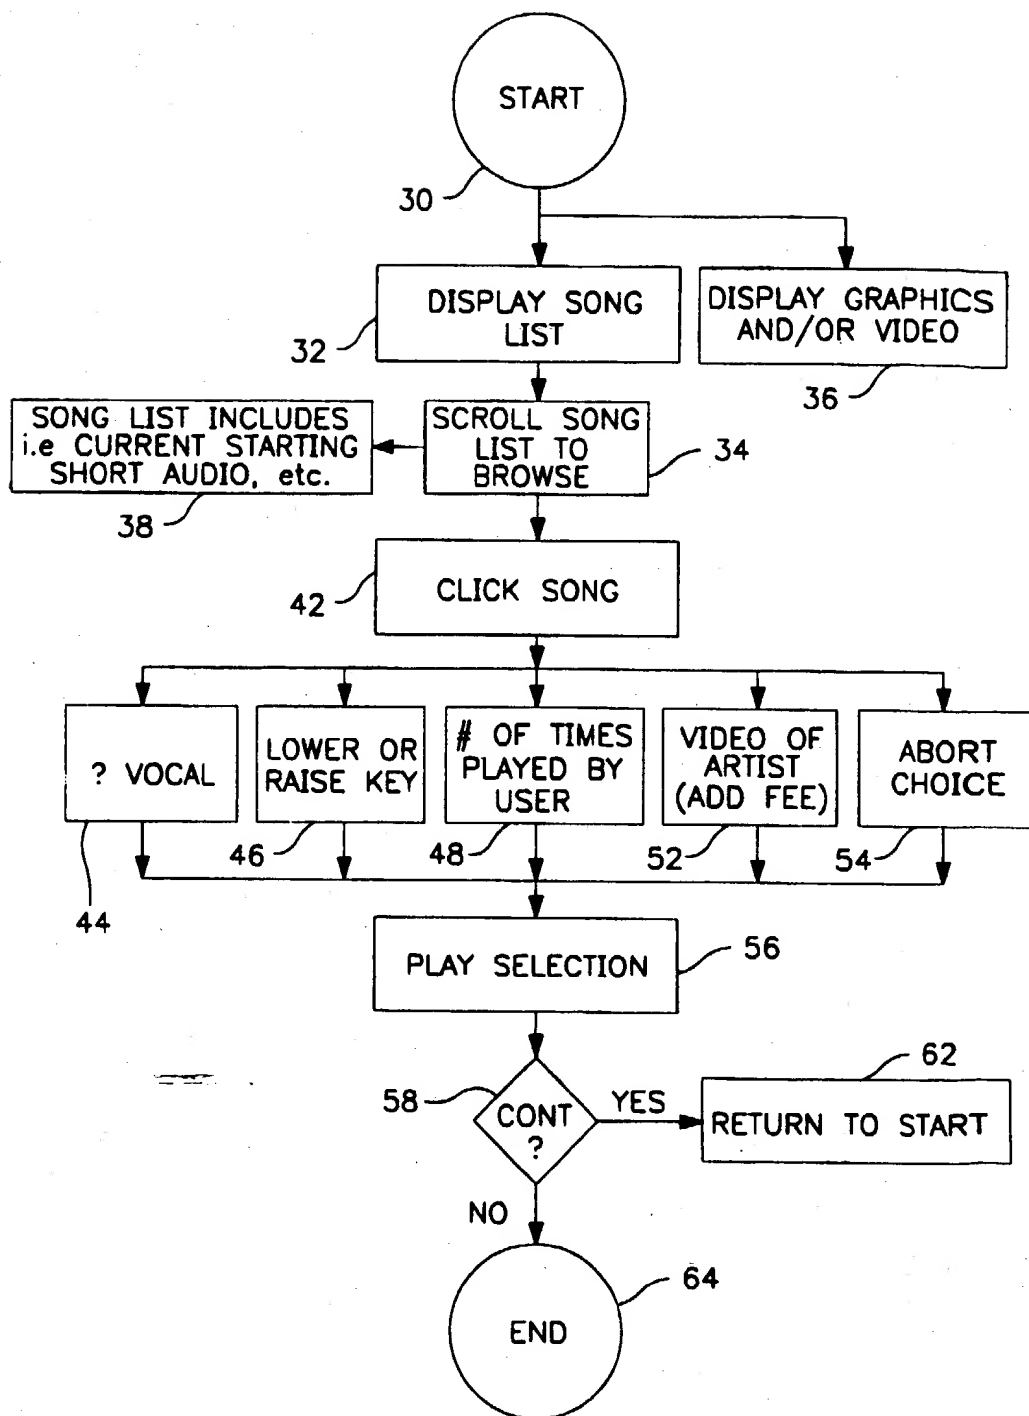 START
30
DISPLAY SONG
LIST
32
DISPLAY GRAPHICS
AND/OR VIDEO
36
SONG LIST INCLUDES
i.e CURRENT STARTING
SHORT AUDIO, etc.
38
SCROLL SONG
LIST TO
BROWSE
34
CLICK SONG
42
? VOCAL
44
LOWER OR
RAISE KEY
46
# OF TIMES
PLAYED BY
USER
48
VIDEO OF
ARTIST
(ADD FEE)
52
ABORT
CHOICE
54
PLAY SELECTION
56
CONT
?
58
YES
RETURN TO START
62
NO
END
64